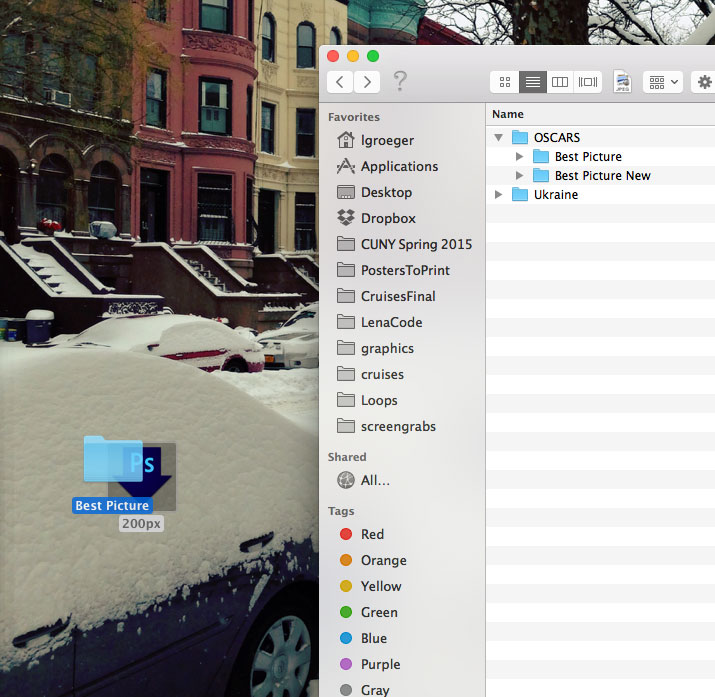 ?
JPEG
Name
Favorites
lgroeger
Applications
Desktop
Dropbox
CUNY Spring 2015
PostersToPrint
CruisesFinal
LenaCode
graphics
cruises
Loops
screengrabs
Shared
All...
Tags
Red
Orange
Yellow
Green
Blue
Purple
Gray
OSCARS
Best Picture
Best Picture New
Ukraine
Ps
Best Picture
200px